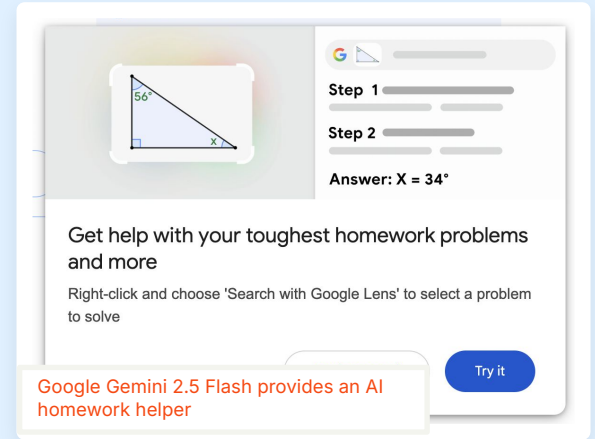 56°
x
G
Step 1
Step 2
Answer: X = 34°
Get help with your toughest homework problems
and more
Right-click and choose 'Search with Google Lens' to select a problem
to solve
Try it
Google Gemini 2.5 Flash provides an AI
homework helper